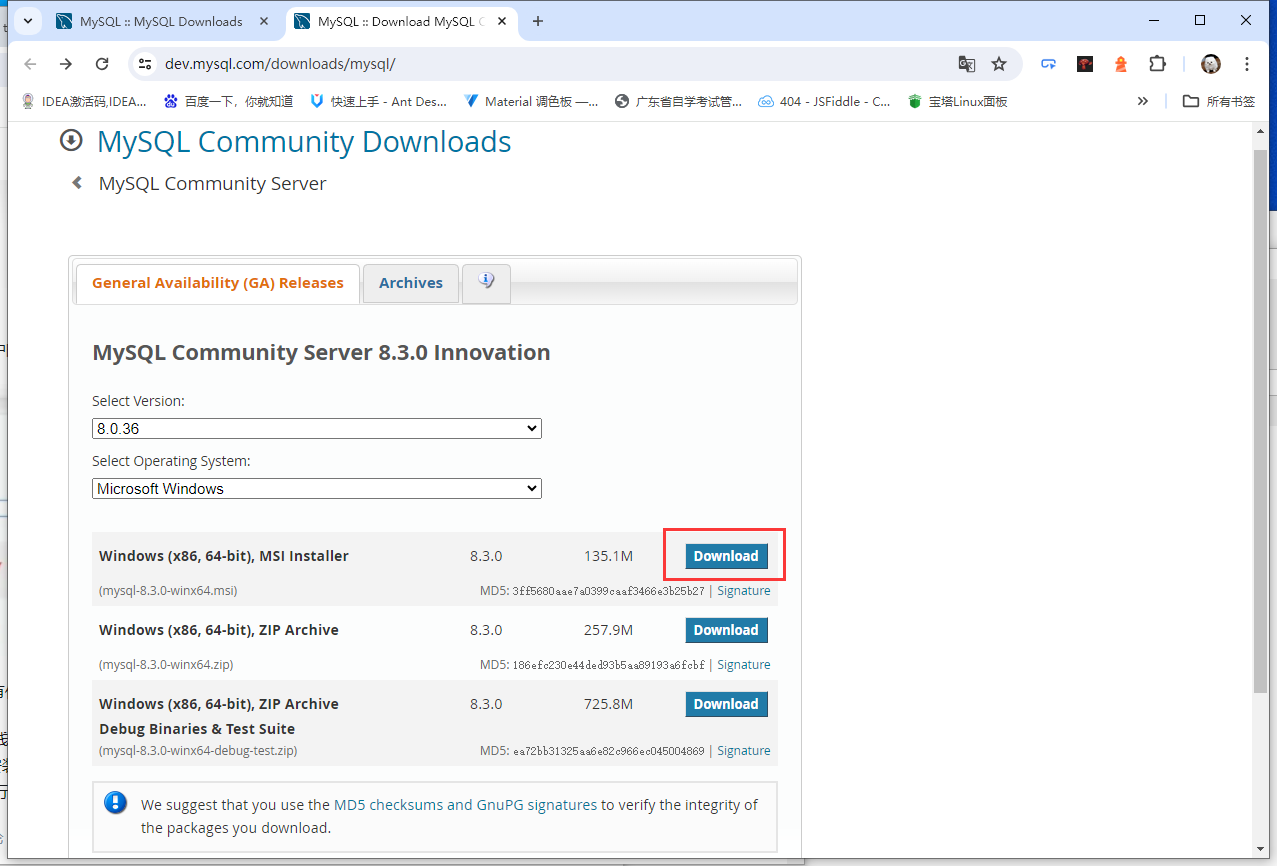 MySQL :: MySQL Downloads
MySQL :: Download MySQL C
dev.mysql.com/downloads/mysql/
IDEA激活码,IDEA...
百度一下，你就知道
快速上手 - Ant Des...
Material 调色板 —...
广东省自学考试管...
404 - JSFiddle - C...
宝塔Linux面板
所有书签
MySQL Community Downloads
MySQL Community Server
General Availability (GA) Releases
Archives
MySQL Community Server 8.3.0 Innovation
Select Version:
8.0.36
Select Operating System:
Microsoft Windows
Windows (x86, 64-bit), MSI Installer 8.3.0 135.1M Download
(mysql-8.3.0-winx64.msi) MD5: 3ff5680aae7a0399caaf3466e3b25b27 | Signature
Windows (x86, 64-bit), ZIP Archive 8.3.0 257.9M Download
(mysql-8.3.0-winx64.zip) MD5: 186efc230e44ded93b5aa89193a6fcbf | Signature
Windows (x86, 64-bit), ZIP Archive 8.3.0 725.8M Download
Debug Binaries & Test Suite
(mysql-8.3.0-winx64-debug-test.zip) MD5: ea72bb31325aa6e82c966ec045004869 | Signature
We suggest that you use the MD5 checksums and GnuPG signatures to verify the integrity of
the packages you download.